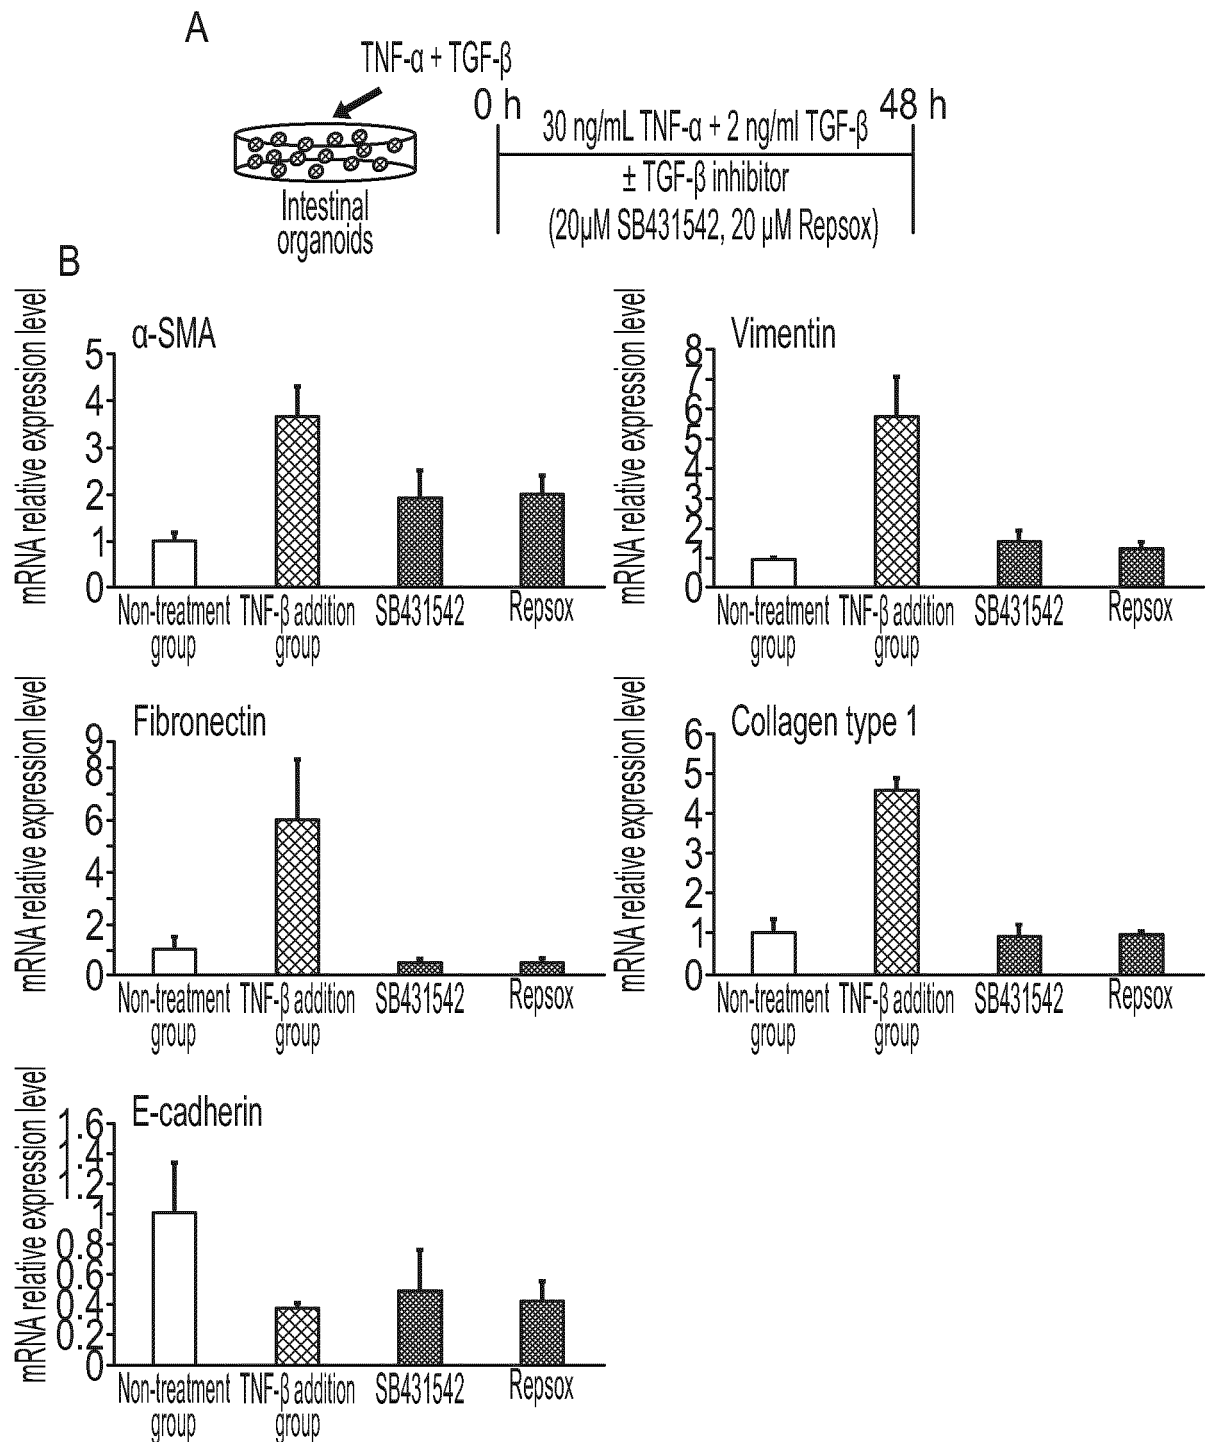 A
TNF-α + TGF-β
0 h
48 h
30 ng/mL TNF-α + 2 ng/ml TGF-β
± TGF-β inhibitor
(20μM SB431542, 20 μM Repsox)
Intestinal
organoids
B
mRNA relative expression level
α-SMA
5
4
3
2
1
0
Non-treatment
group
TNF-β addition
group
SB431542
Repsox
mRNA relative expression level
Vimentin
8
7
6
5
4
3
2
1
0
Non-treatment
group
TNF-β addition
group
SB431542
Repsox
mRNA relative expression level
Fibronectin
9
8
6
4
2
0
Non-treatment
group
TNF-β addition
group
SB431542
Repsox
mRNA relative expression level
Collagen type 1
6
5
4
3
2
1
0
Non-treatment
group
TNF-β addition
group
SB431542
Repsox
mRNA relative expression level
E-cadherin
1.6
1.4
1.2
1
0.8
0.6
0.4
0.2
0
Non-treatment
group
TNF-β addition
group
SB431542
Repsox